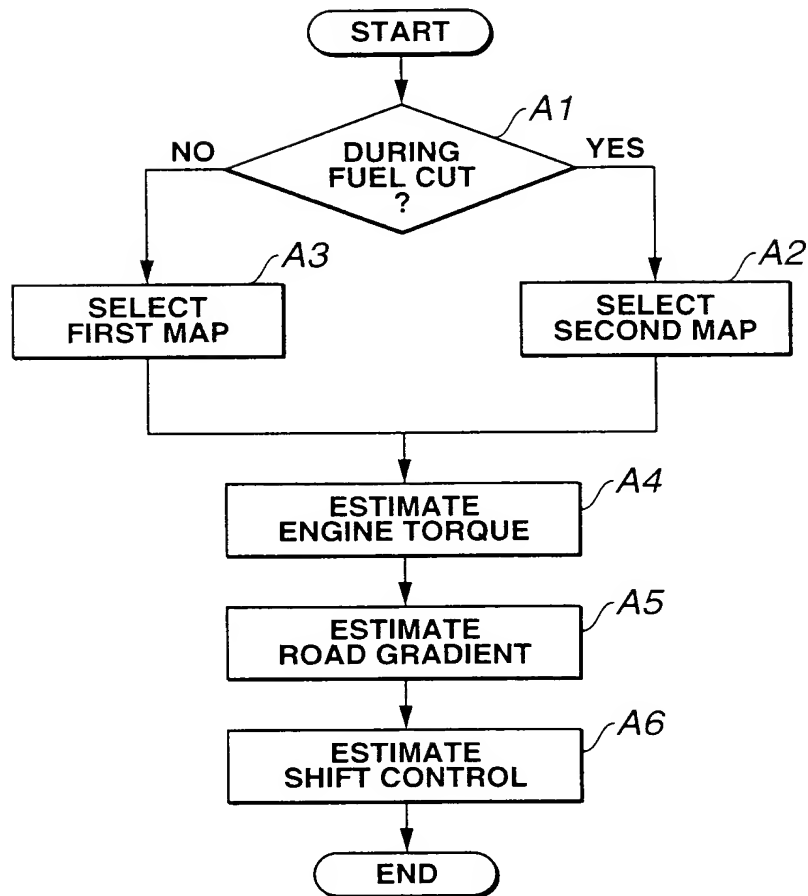 START
A1
NO
DURING
FUEL CUT
?
YES
A3
SELECT
FIRST MAP
A2
SELECT
SECOND MAP
A4
ESTIMATE
ENGINE TORQUE
A5
ESTIMATE
ROAD GRADIENT
A6
ESTIMATE
SHIFT CONTROL
END